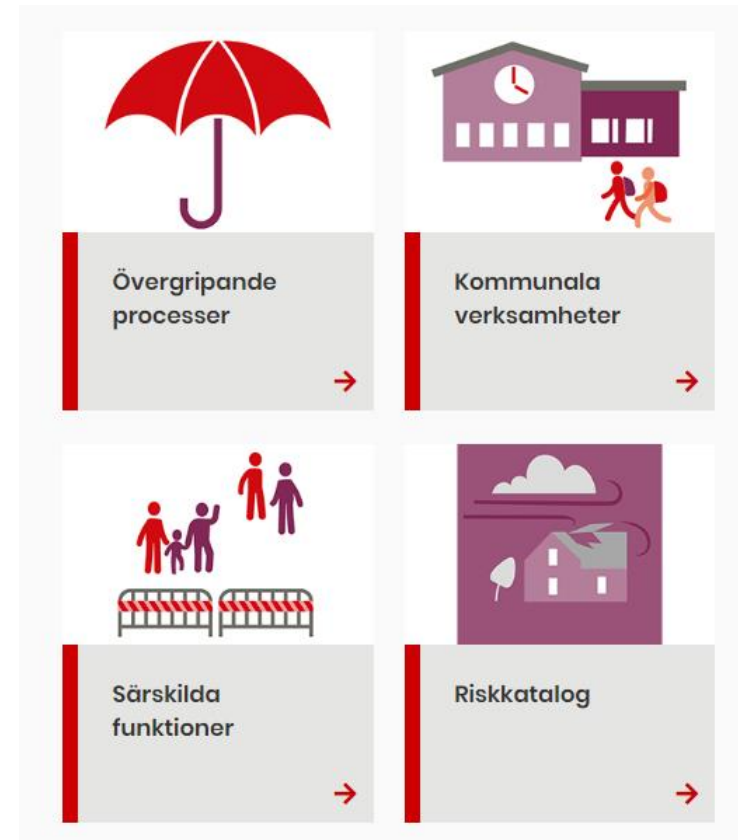 Övergripande
processer
Kommunala
verksamheter
Särskilda
funktioner
Riskkatalog